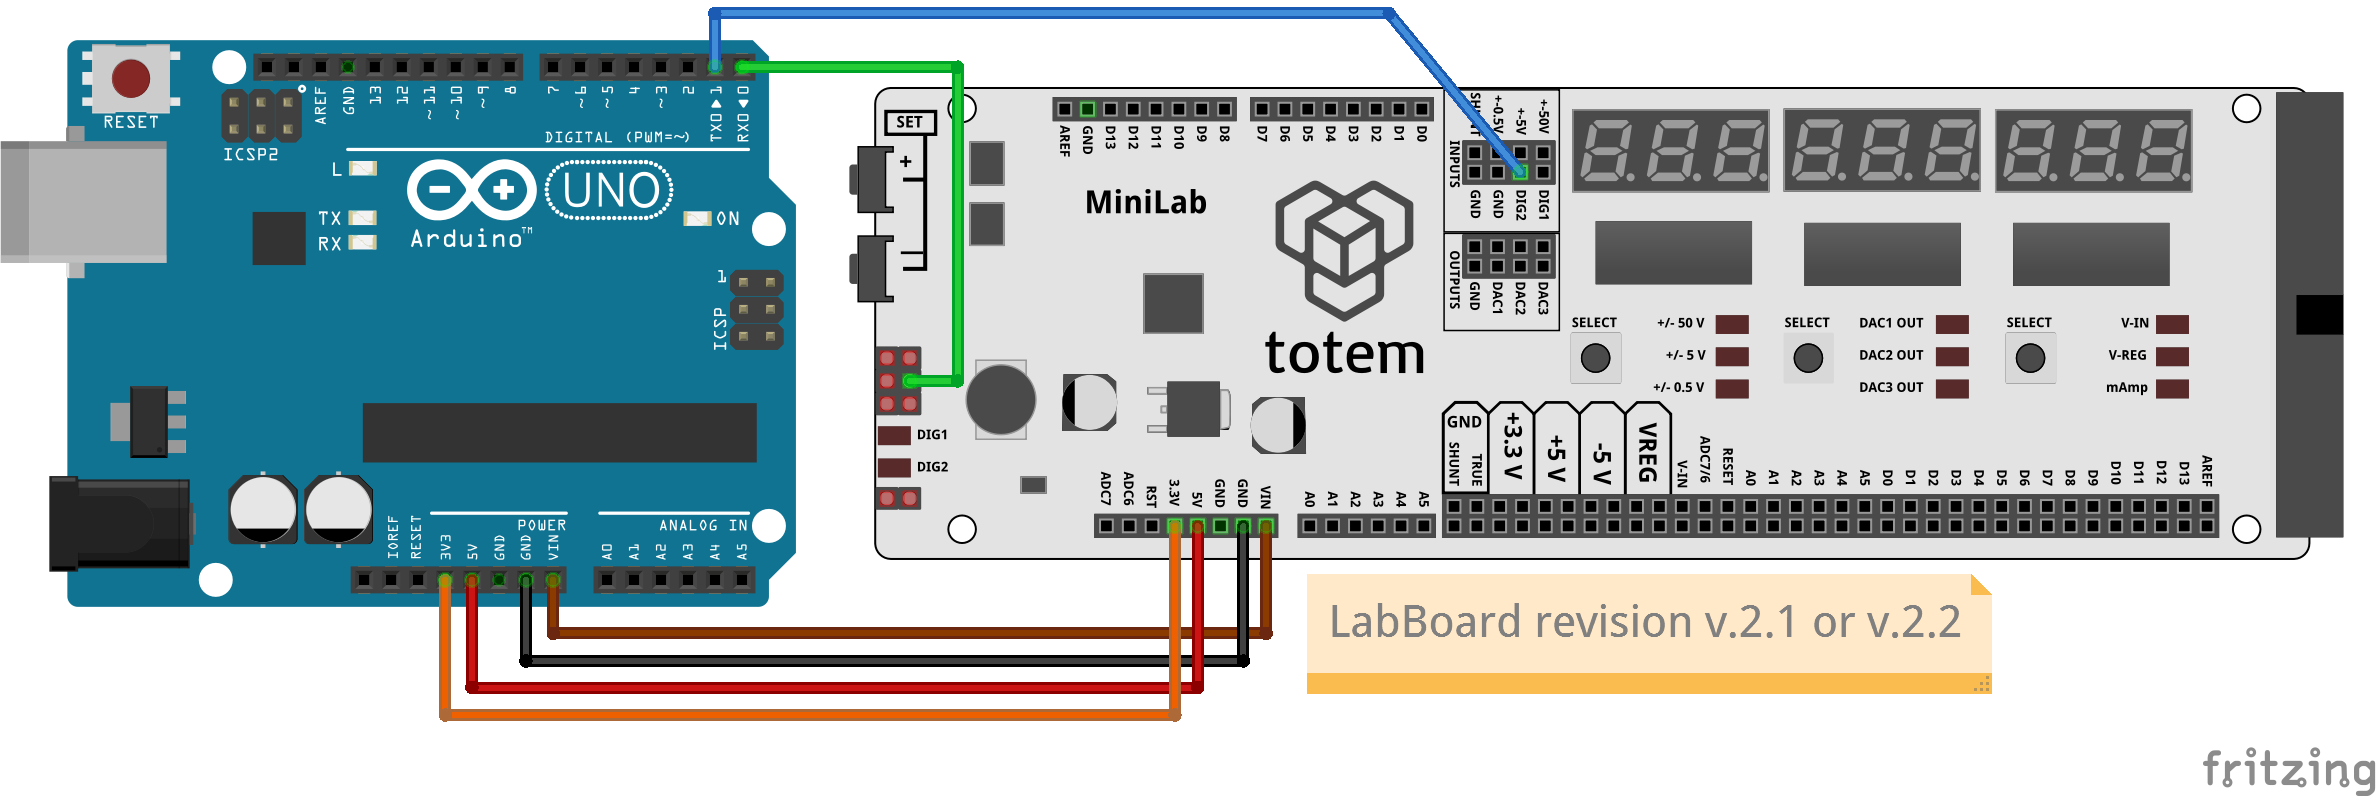 RESET
ICSP2
AREF
GND
13
12
~11
~10
~9
8
7
~6
~5
4
~3
2
TX0▶1
RX0◀0
DIGITAL (PWM=~)
L
TX
RX
UNO
Arduino™
ON
1
ICSP
IOREF
RESET
3V3
5V
GND
GND
VIN
POWER
ANALOG IN
A0
A1
A2
A3
A4
A5
SET
+
AREF
GND
D13
D12
D11
D10
D9
D8
D7
D6
D5
D4
D3
D2
D1
D0
MiniLab
totem
+-0.5V
+-5V
+-50V
INPUTS
GND
GND
DIG2
DIG1
OUTPUTS
GND
DAC1
DAC2
DAC3
SELECT
+/- 50 V
+/- 5 V
+/- 0.5 V
SELECT
DAC1 OUT
DAC2 OUT
DAC3 OUT
SELECT
V-IN
V-REG
mAmp
DIG1
DIG2
ADC7
ADC6
RST
3.3V
5V
GND
GND
VIN
A0
A1
A2
A3
A4
A5
GND
SHUNT
TRUE
+3.3 V
+5 V
-5 V
VREG
V-IN
ADC7/6
RESET
A0
A1
A2
A3
A4
A5
D0
D1
D2
D3
D4
D5
D6
D7
D8
D9
D10
D11
D12
D13
AREF
LabBoard revision v.2.1 or v.2.2
fritzing